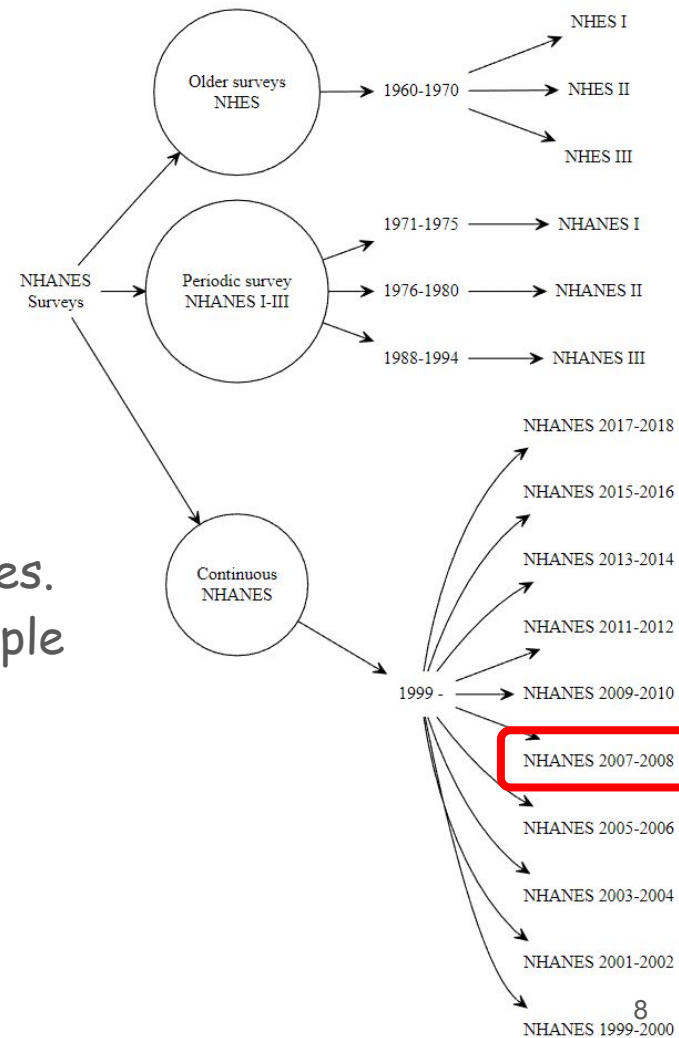 NHES I
Older surveys
NHES
1960-1970
NHES II
NHES III
1971-1975
NHANES I
NHANES
Surveys
Periodic survey
NHANES I-III
1976-1980
NHANES II
1988-1994
NHANES III
NHANES 2017-2018
NHANES 2015-2016
es.
ple
Continuous
NHANES
NHANES 2013-2014
NHANES 2011-2012
1999 -
NHANES 2009-2010
NHANES 2007-2008
NHANES 2005-2006
NHANES 2003-2004
NHANES 2001-2002
8
NHANES 1999-2000